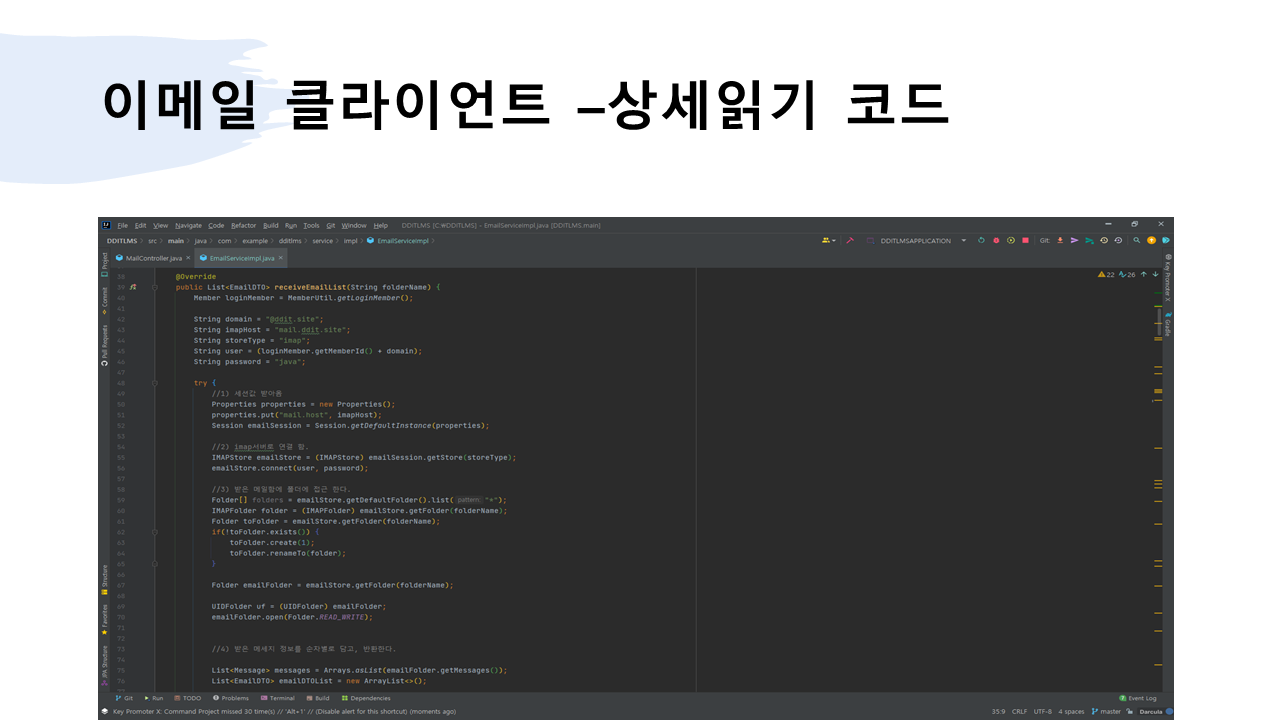 이메일 클라이언트 –상세읽기 코드
File Edit View Navigate Code Refactor Build Run Tools Git Window Help DDITLMS [C:₩DDITLMS] – EmailServiceImpl.java [DDITLMS.main]
DDITLMS > src > main > java > com > example > dditlms > service > impl > EmailServiceImpl >
DDITLMSAPPLICATION Git:
MailController.java × EmailServiceImpl.java ×
Project
Commit
Pull Requests
Structure
Favorites
JPA Structure
Key Promoter X
Gradle
22 26
38 @Override
39 public List<EmailDTO> receiveEmailList(String folderName) {
40 Member loginMember = MemberUtil.getLoginMember();
41
42 String domain = "@ddit.site";
43 String imapHost = "mail.ddit.site";
44 String storeType = "imap";
45 String user = (loginMember.getMemberId() + domain);
46 String password = "java";
47
48 try {
49 //1) 세션값 받아옴
50 Properties properties = new Properties();
51 properties.put("mail.host", imapHost);
52 Session emailSession = Session.getDefaultInstance(properties);
53
54 //2) imap서버로 연결 함.
55 IMAPStore emailStore = (IMAPStore) emailSession.getStore(storeType);
56 emailStore.connect(user, password);
57
58 //3) 받은 메일함에 폴더에 접근 한다.
59 Folder[] folders = emailStore.getDefaultFolder().list( pattern: "*");
60 IMAPFolder folder = (IMAPFolder) emailStore.getFolder(folderName);
61 Folder toFolder = emailStore.getFolder(folderName);
62 if(!toFolder.exists()) {
63 toFolder.create(1);
64 toFolder.renameTo(folder);
65 }
66
67 Folder emailFolder = emailStore.getFolder(folderName);
68
69 UIDFolder uf = (UIDFolder) emailFolder;
70 emailFolder.open(Folder.READ_WRITE);
71
72
73 //4) 받은 메세지 정보를 순차별로 담고, 반환한다.
74
75 List<Message> messages = Arrays.asList(emailFolder.getMessages());
76 List<EmailDTO> emailDTOList = new ArrayList<>();
Git Run TODO Problems Terminal Build Dependencies Event Log
Key Promoter X: Command Project missed 30 time(s) // 'Alt+1' // (Disable alert for this shortcut) (moments ago) 35:9 CRLF UTF-8 4 spaces master Darcula